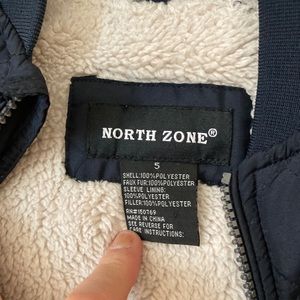 NORTH ZONE®
5
SHELL:100%POLYESTER
FAUX FUR:100%POLYESTER
SLEEVE LINING:
100%POLYESTER
FILLER:100%POLYESTER
RN#150769
MADE IN CHINA
SEE REVERSE FOR
CARE INSTRUCTIONS: